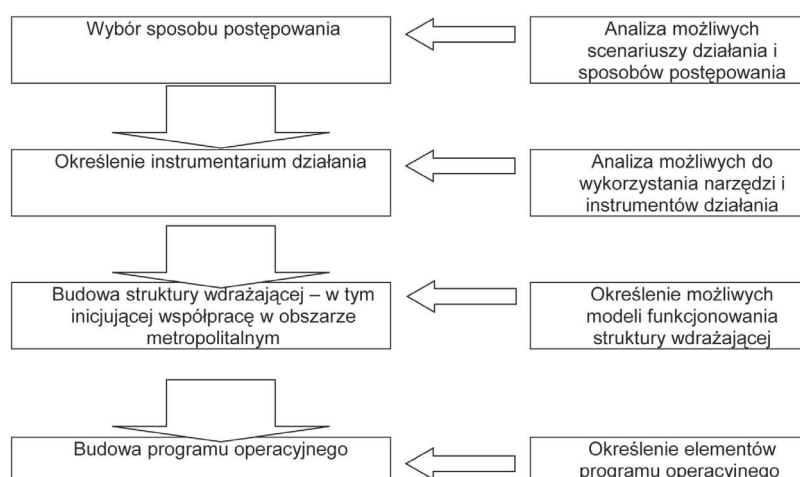 Wybór sposobu postępowania
Analiza możliwych
scenariuszy działania i
sposobów postępowania
Określenie instrumentarium działania
Analiza możliwych do
wykorzystania narzędzi i
instrumentów działania
Budowa struktury wdrażającej – w tym
inicjującej współpracę w obszarze
metropolitalnym
Określenie możliwych
modeli funkcjonowania
struktury wdrażającej
Budowa programu operacyjnego
Określenie elementów
programu operacyjnego